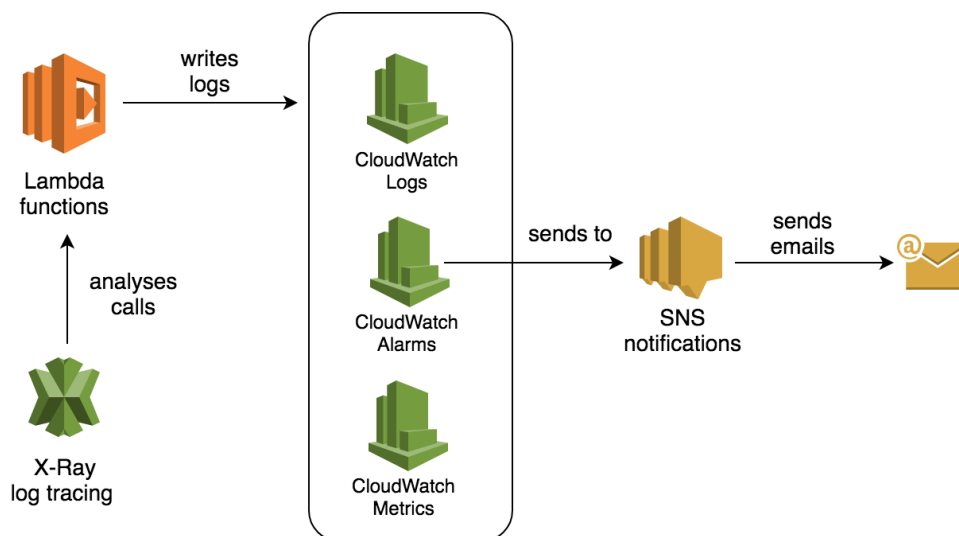 writes
logs
Lambda
functions
analyses
calls
X-Ray
log tracing
CloudWatch
Logs
CloudWatch
Alarms
CloudWatch
Metrics
sends to
SNS
notifications
sends
emails
@